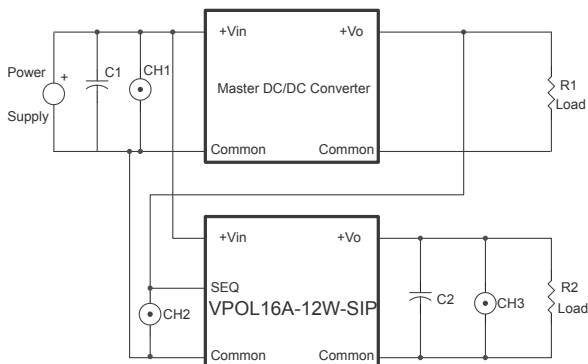 +Vin
+Vo
Power
+
C1
CH1
R1
Master DC/DC Converter
Load
Supply
Common
Common
+Vin
+Vo
SEQ
R2
C2
CH3
CH2
VPOL16A-12W-SIP
Load
Common
Common